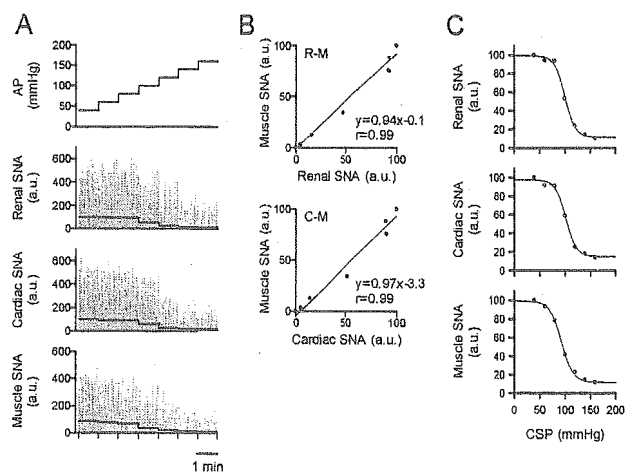 A
AP
(mmHg)
200
150
100
50
0
Renal SNA
(a.u.)
600
400
200
0
Cardiac SNA
(a.u.)
600
400
200
0
Muscle SNA
(a.u.)
600
400
200
0
1 min
B
Muscle SNA
(a.u.)
100
50
0
R-M
y=0.94x-0.1
r=0.99
0 50 100
Renal SNA (a.u.)
Muscle SNA
(a.u.)
100
50
0
C-M
y=0.97x-3.3
r=0.99
0 50 100
Cardiac SNA (a.u.)
C
Renal SNA
(a.u.)
100
80
60
40
20
0
Cardiac SNA
(a.u.)
100
80
60
40
20
0
Muscle SNA
(a.u.)
100
80
60
40
20
0
0 50 100 150 200
CSP (mmHg)